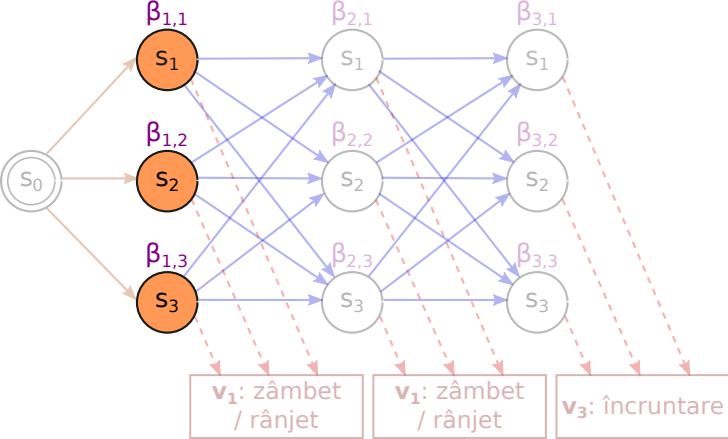 β1,1 β2,1 β3,1
s1 s1 s1
β1,2 β2,2 β3,2
s0 s2 s2 s2
β1,3 β2,3 β3,3
s3 s3 s3
v1: zâmbet
/ rânjet
v1: zâmbet
/ rânjet
v3: încruntare